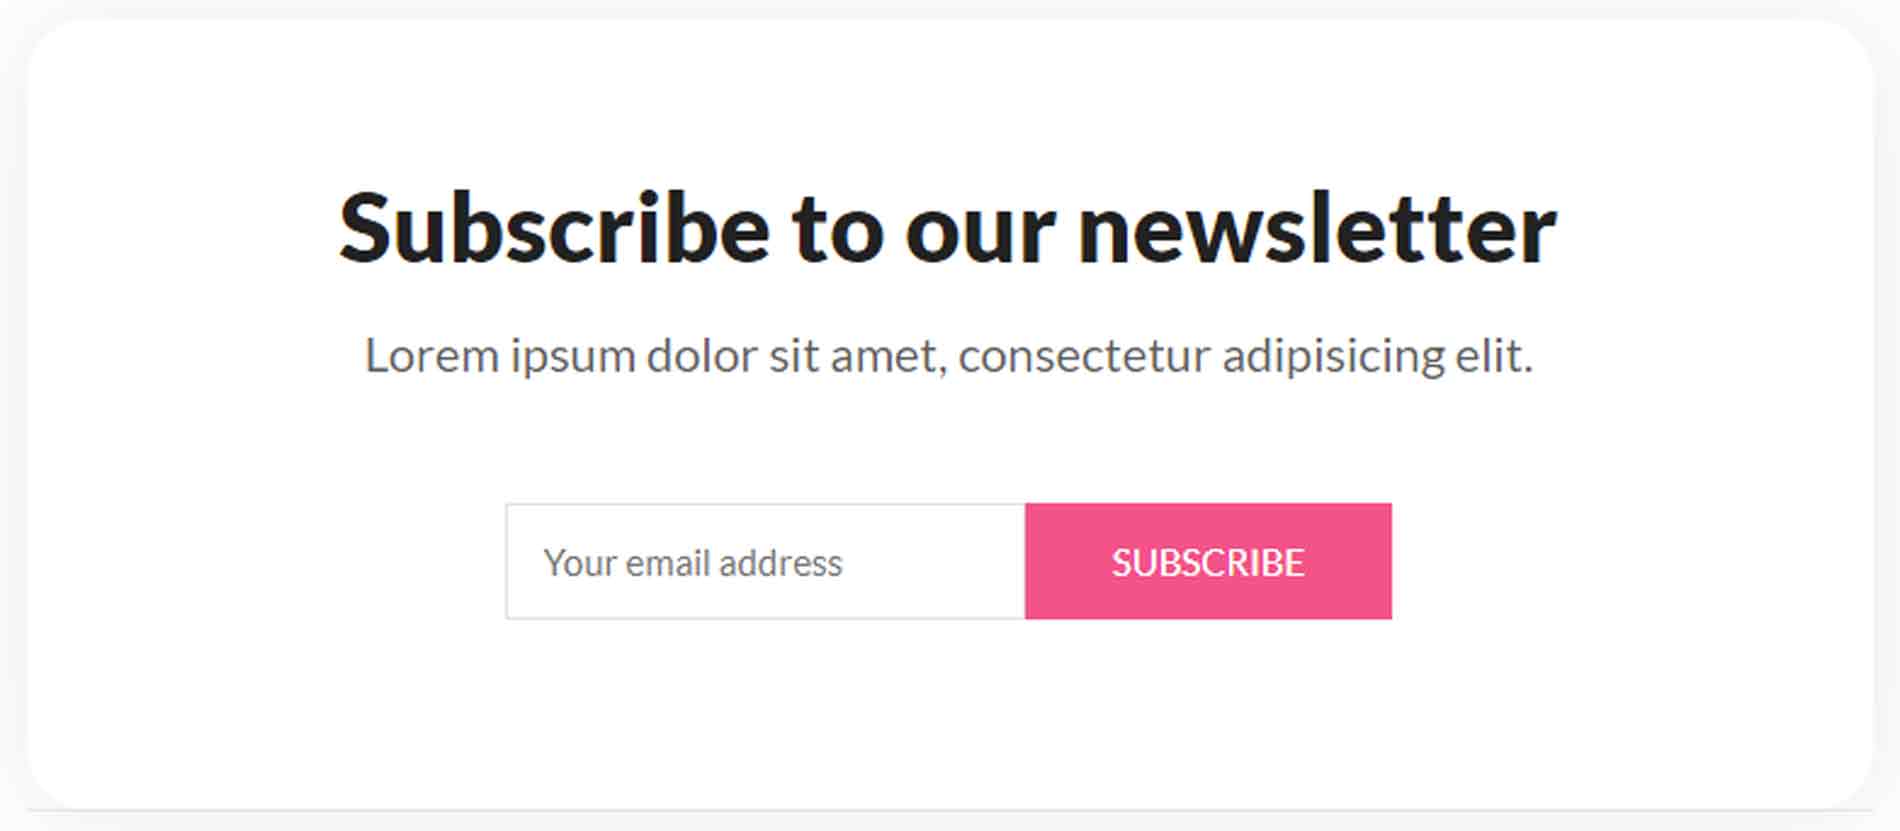 Subscribe to our newsletter
Lorem ipsum dolor sit amet, consectetur adipisicing elit.
Your email address
SUBSCRIBE